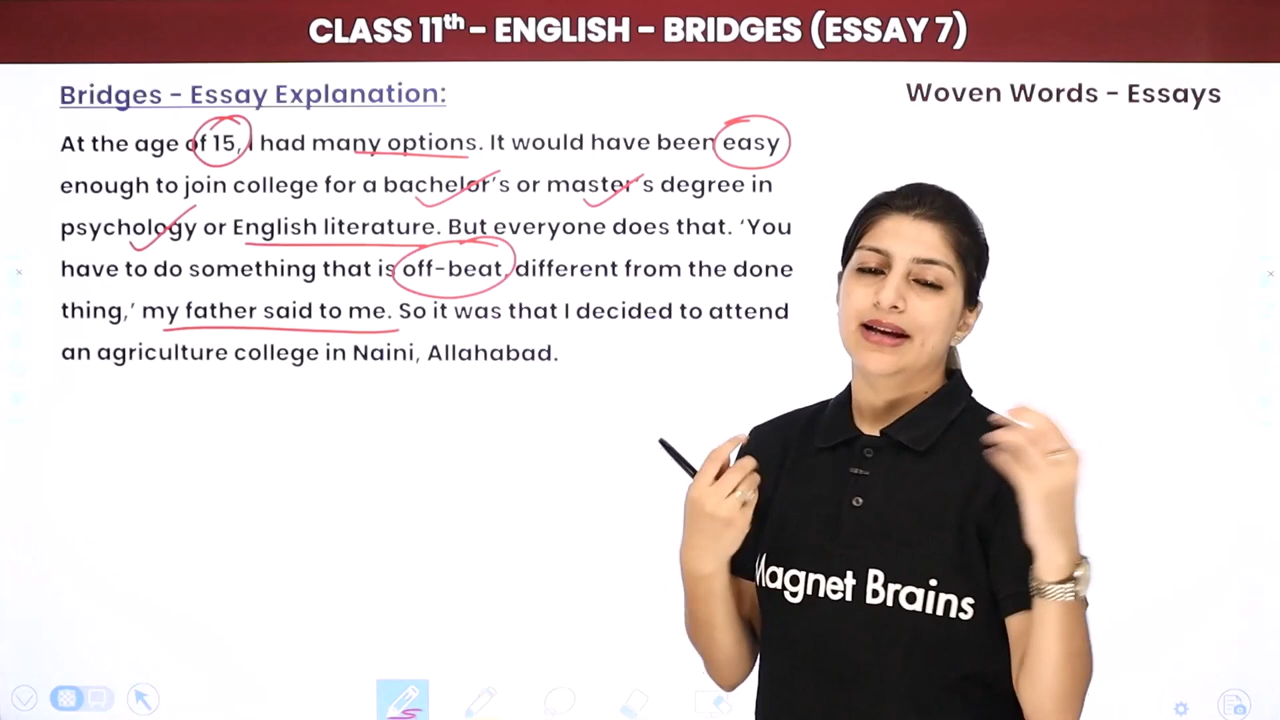 CLASS 11th - ENGLISH - BRIDGES (ESSAY 7)
Bridges - Essay Explanation:
Woven Words - Essays
At the age of 15, I had many options. It would have been easy
enough to join college for a bachelor's or master's degree in
psychology or English literature. But everyone does that. 'You
have to do something that is off-beat, different from the done
thing,' my father said to me. So it was that I decided to attend
an agriculture college in Naini, Allahabad.
Magnet Brains